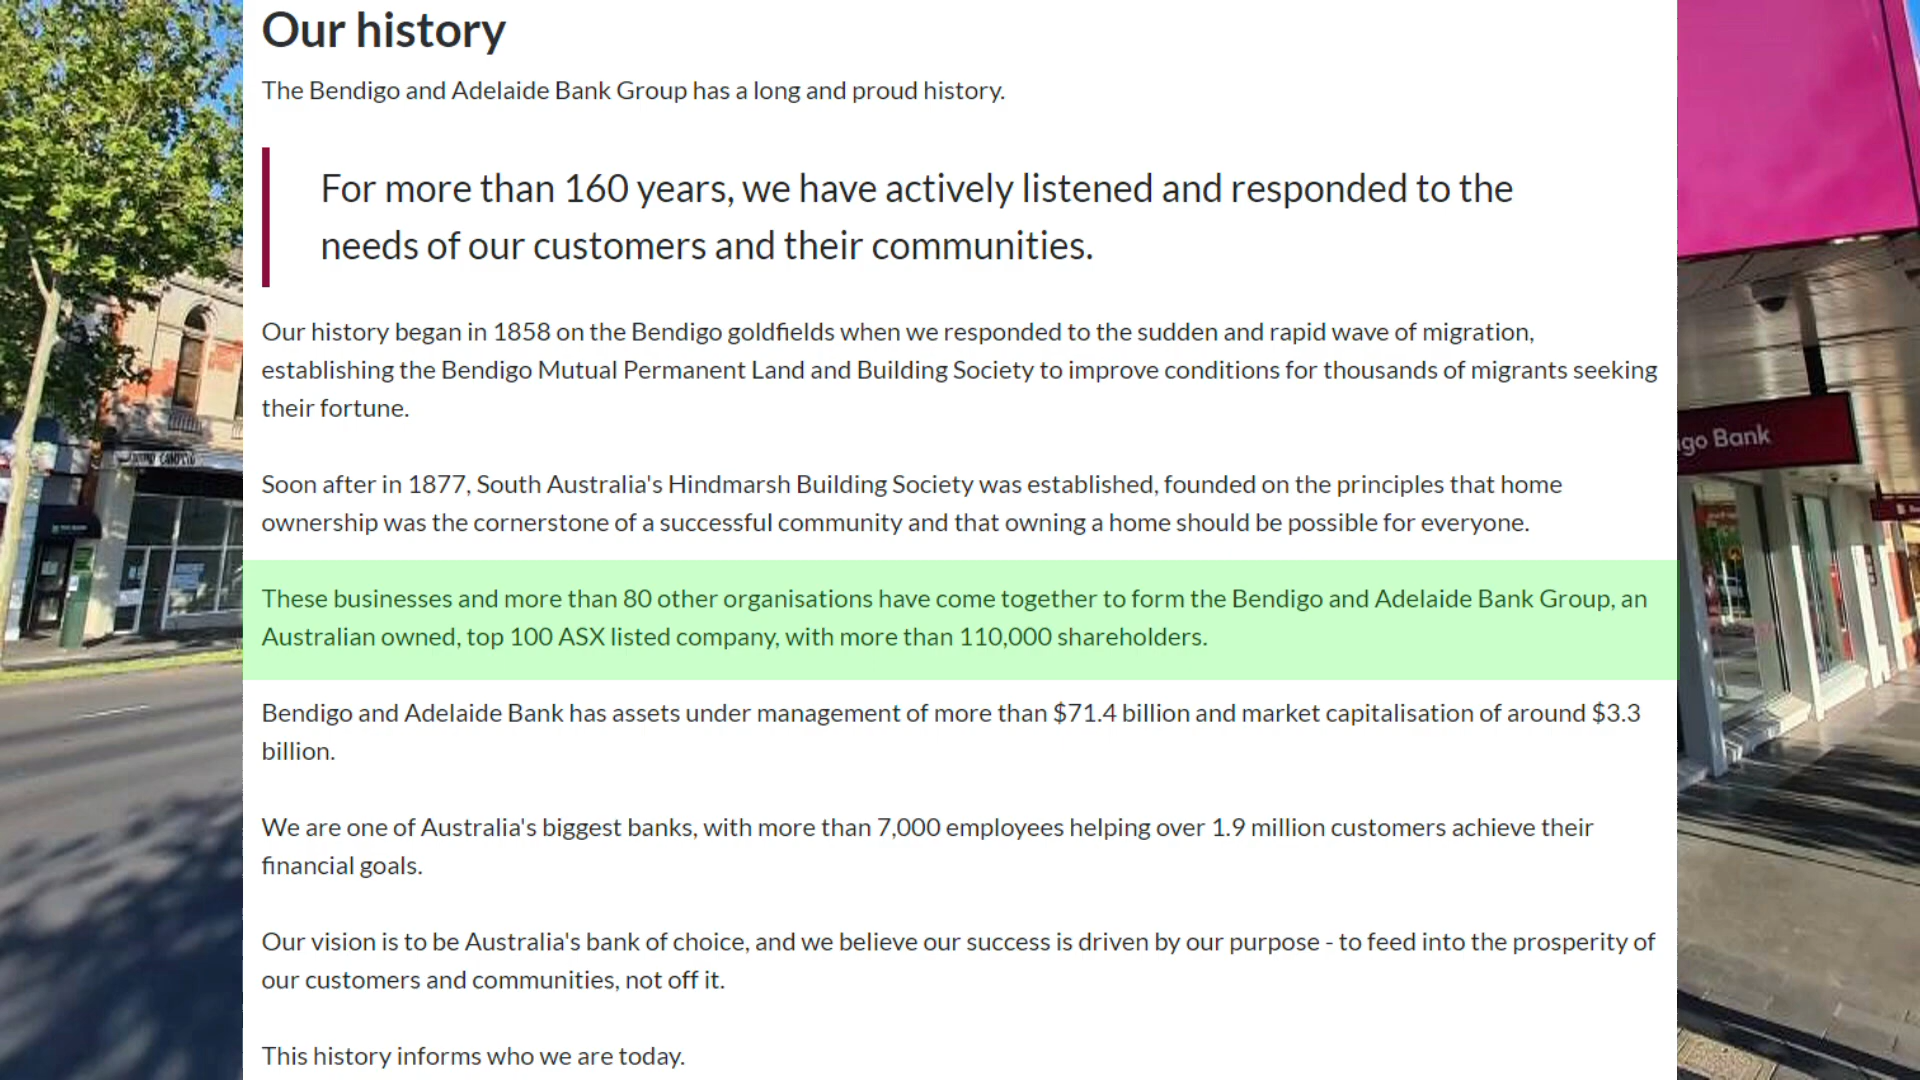 Our history
The Bendigo and Adelaide Bank Group has a long and proud history.
For more than 160 years, we have actively listened and responded to the
needs of our customers and their communities.
Our history began in 1858 on the Bendigo goldfields when we responded to the sudden and rapid wave of migration,
establishing the Bendigo Mutual Permanent Land and Building Society to improve conditions for thousands of migrants seeking
their fortune.
Soon after in 1877, South Australia's Hindmarsh Building Society was established, founded on the principles that home
ownership was the cornerstone of a successful community and that owning a home should be possible for everyone.
These businesses and more than 80 other organisations have come together to form the Bendigo and Adelaide Bank Group, an
Australian owned, top 100 ASX listed company, with more than 110,000 shareholders.
Bendigo and Adelaide Bank has assets under management of more than $71.4 billion and market capitalisation of around $3.3
billion.
We are one of Australia's biggest banks, with more than 7,000 employees helping over 1.9 million customers achieve their
financial goals.
Our vision is to be Australia's bank of choice, and we believe our success is driven by our purpose - to feed into the prosperity of
our customers and communities, not off it.
This history informs who we are today.
go Bank